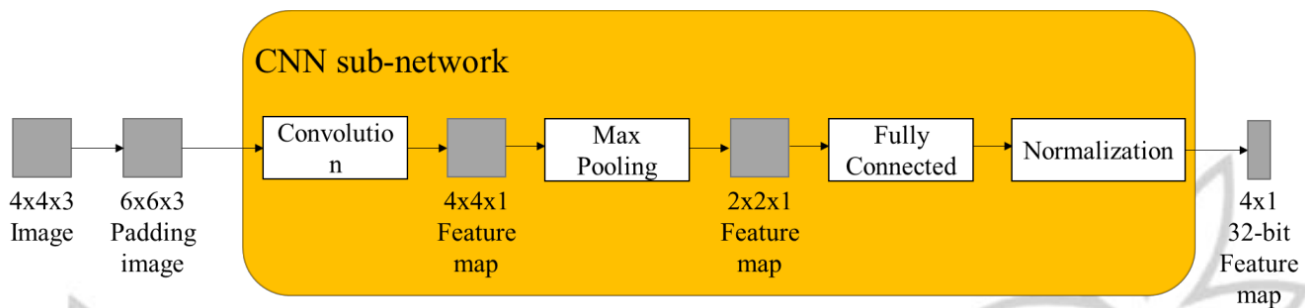 CNN sub-network
Convolutio
n
Max
Pooling
Fully
Connected
Normalization
4x4x3
Image
6x6x3
Padding
image
4x4x1
Feature
map
2x2x1
Feature
map
4x1
32-bit
Feature
map